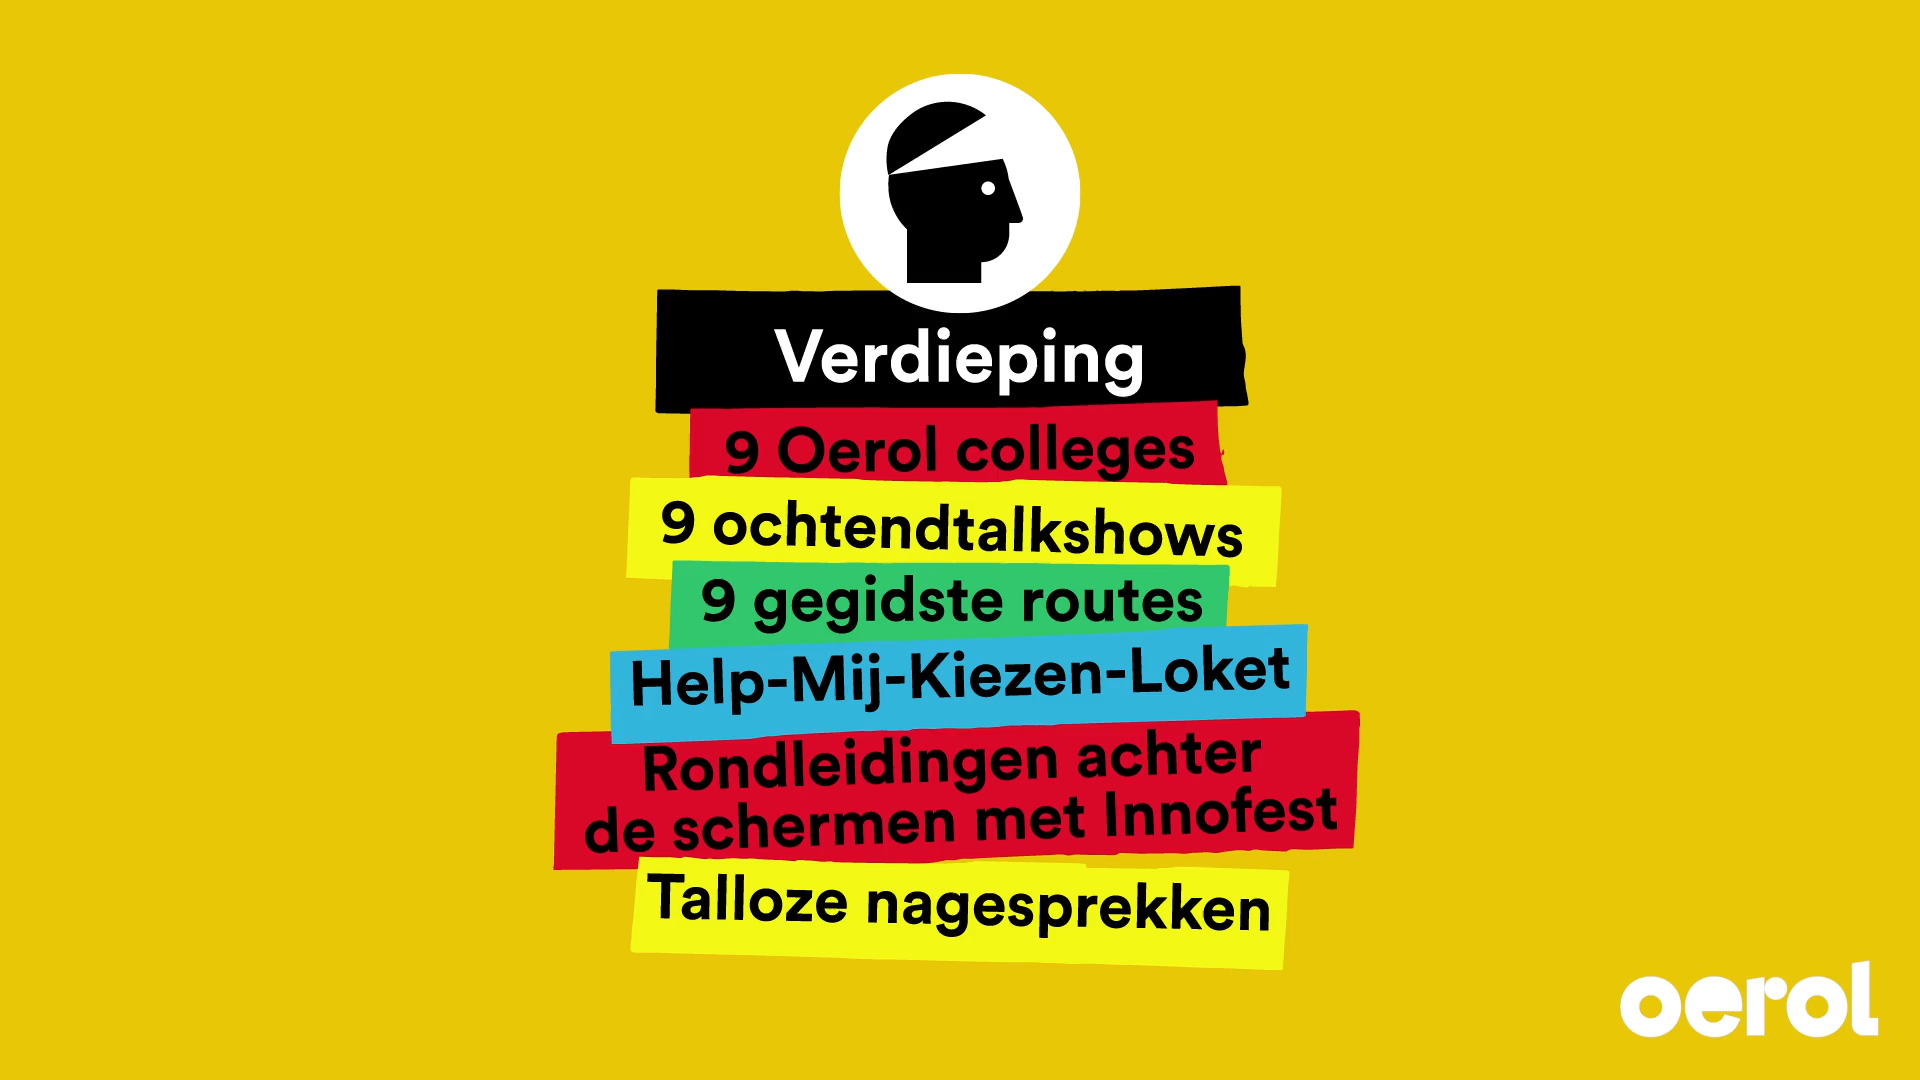 Verdieping
9 Oerol colleges
9 ochtendtalkshows
9 gegidste routes
Help-Mij-Kiezen-Loket
Rondleidingen achter
de schermen met Innofest
Talloze nagesprekken
oerol